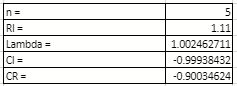 n = 5
RI = 1.11
Lambda = 1.002462711
CI = -0.99938432
CR = -0.90034624